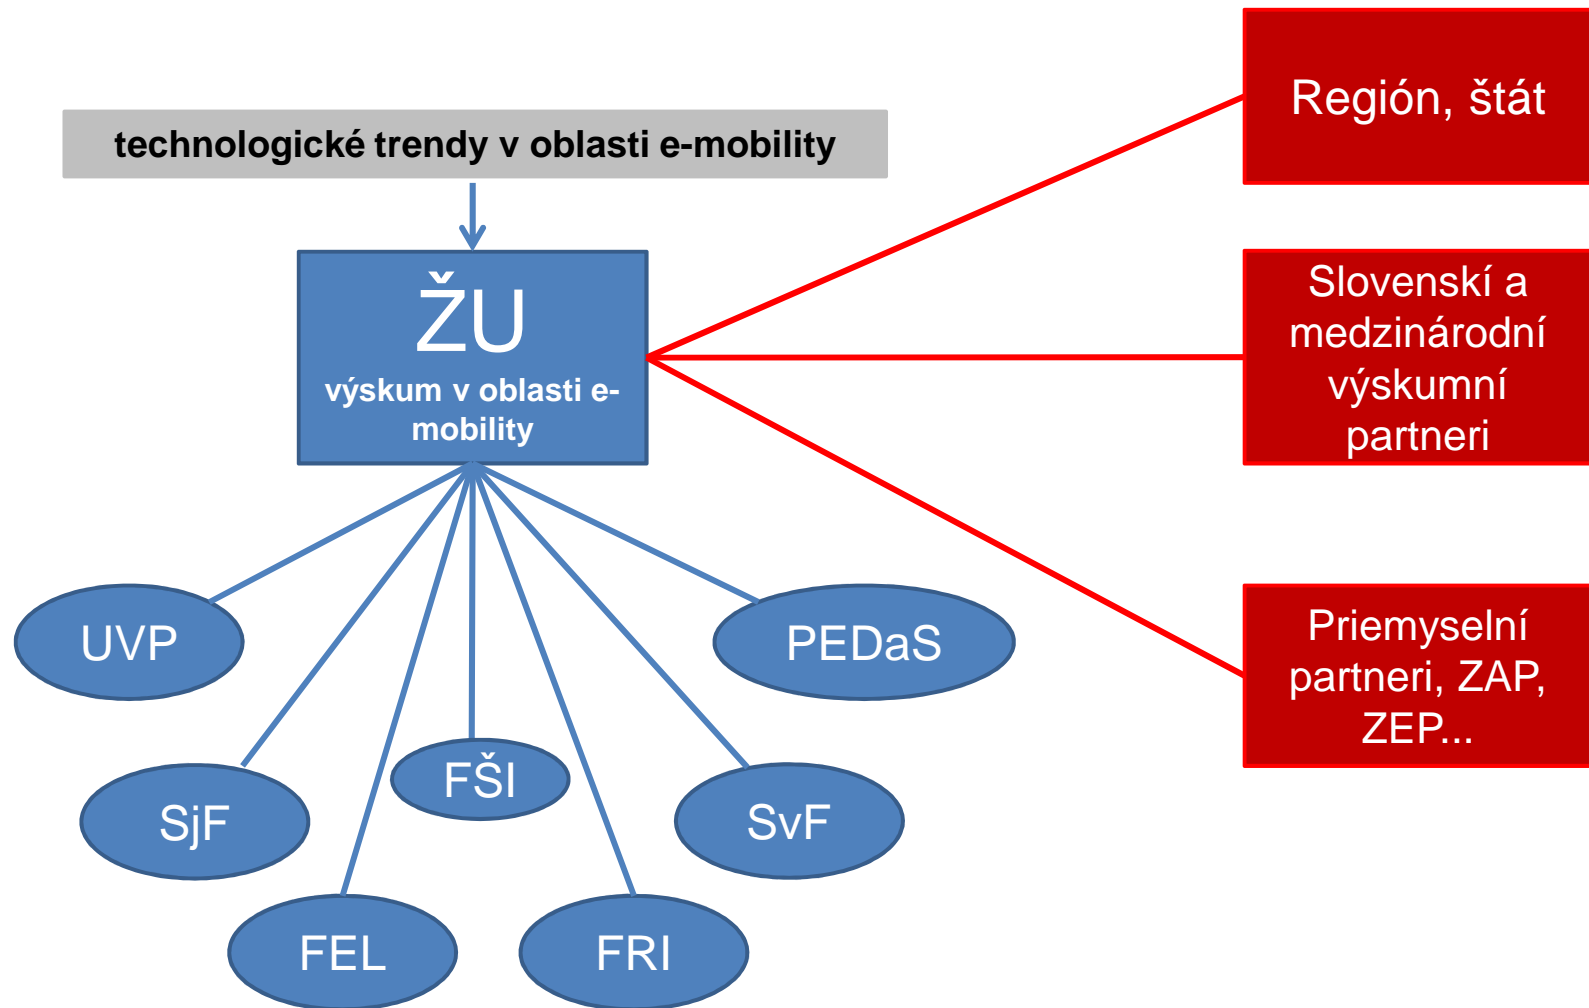 technologické trendy v oblasti e-mobility
ŽU
výskum v oblasti e-
mobility
Región, štát
Slovenskí a
medzinárodní
výskumní
partneri
Priemyselní
partneri, ZAP,
ZEP...
UVP
PEDaS
FŠI
SjF
SvF
FEL
FRI